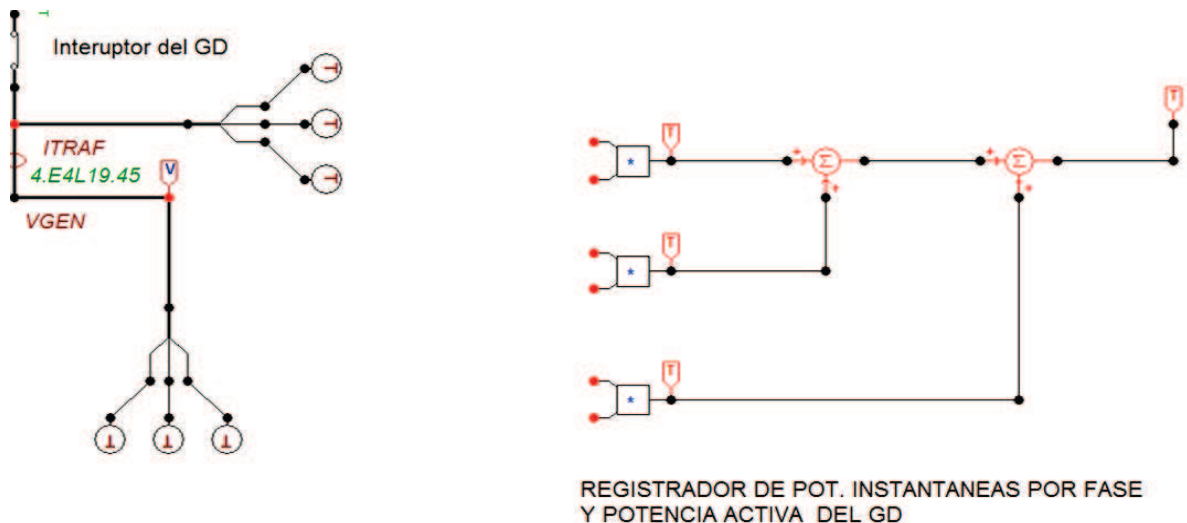 T
Interuptor del GD
T
T
T
ITRAF
4.E4L19.45
V
VGEN
T
T
T
T
T
* + Σ + Σ
+ +
T
*
T
*
REGISTRADOR DE POT. INSTANTANEAS POR FASE
Y POTENCIA ACTIVA DEL GD